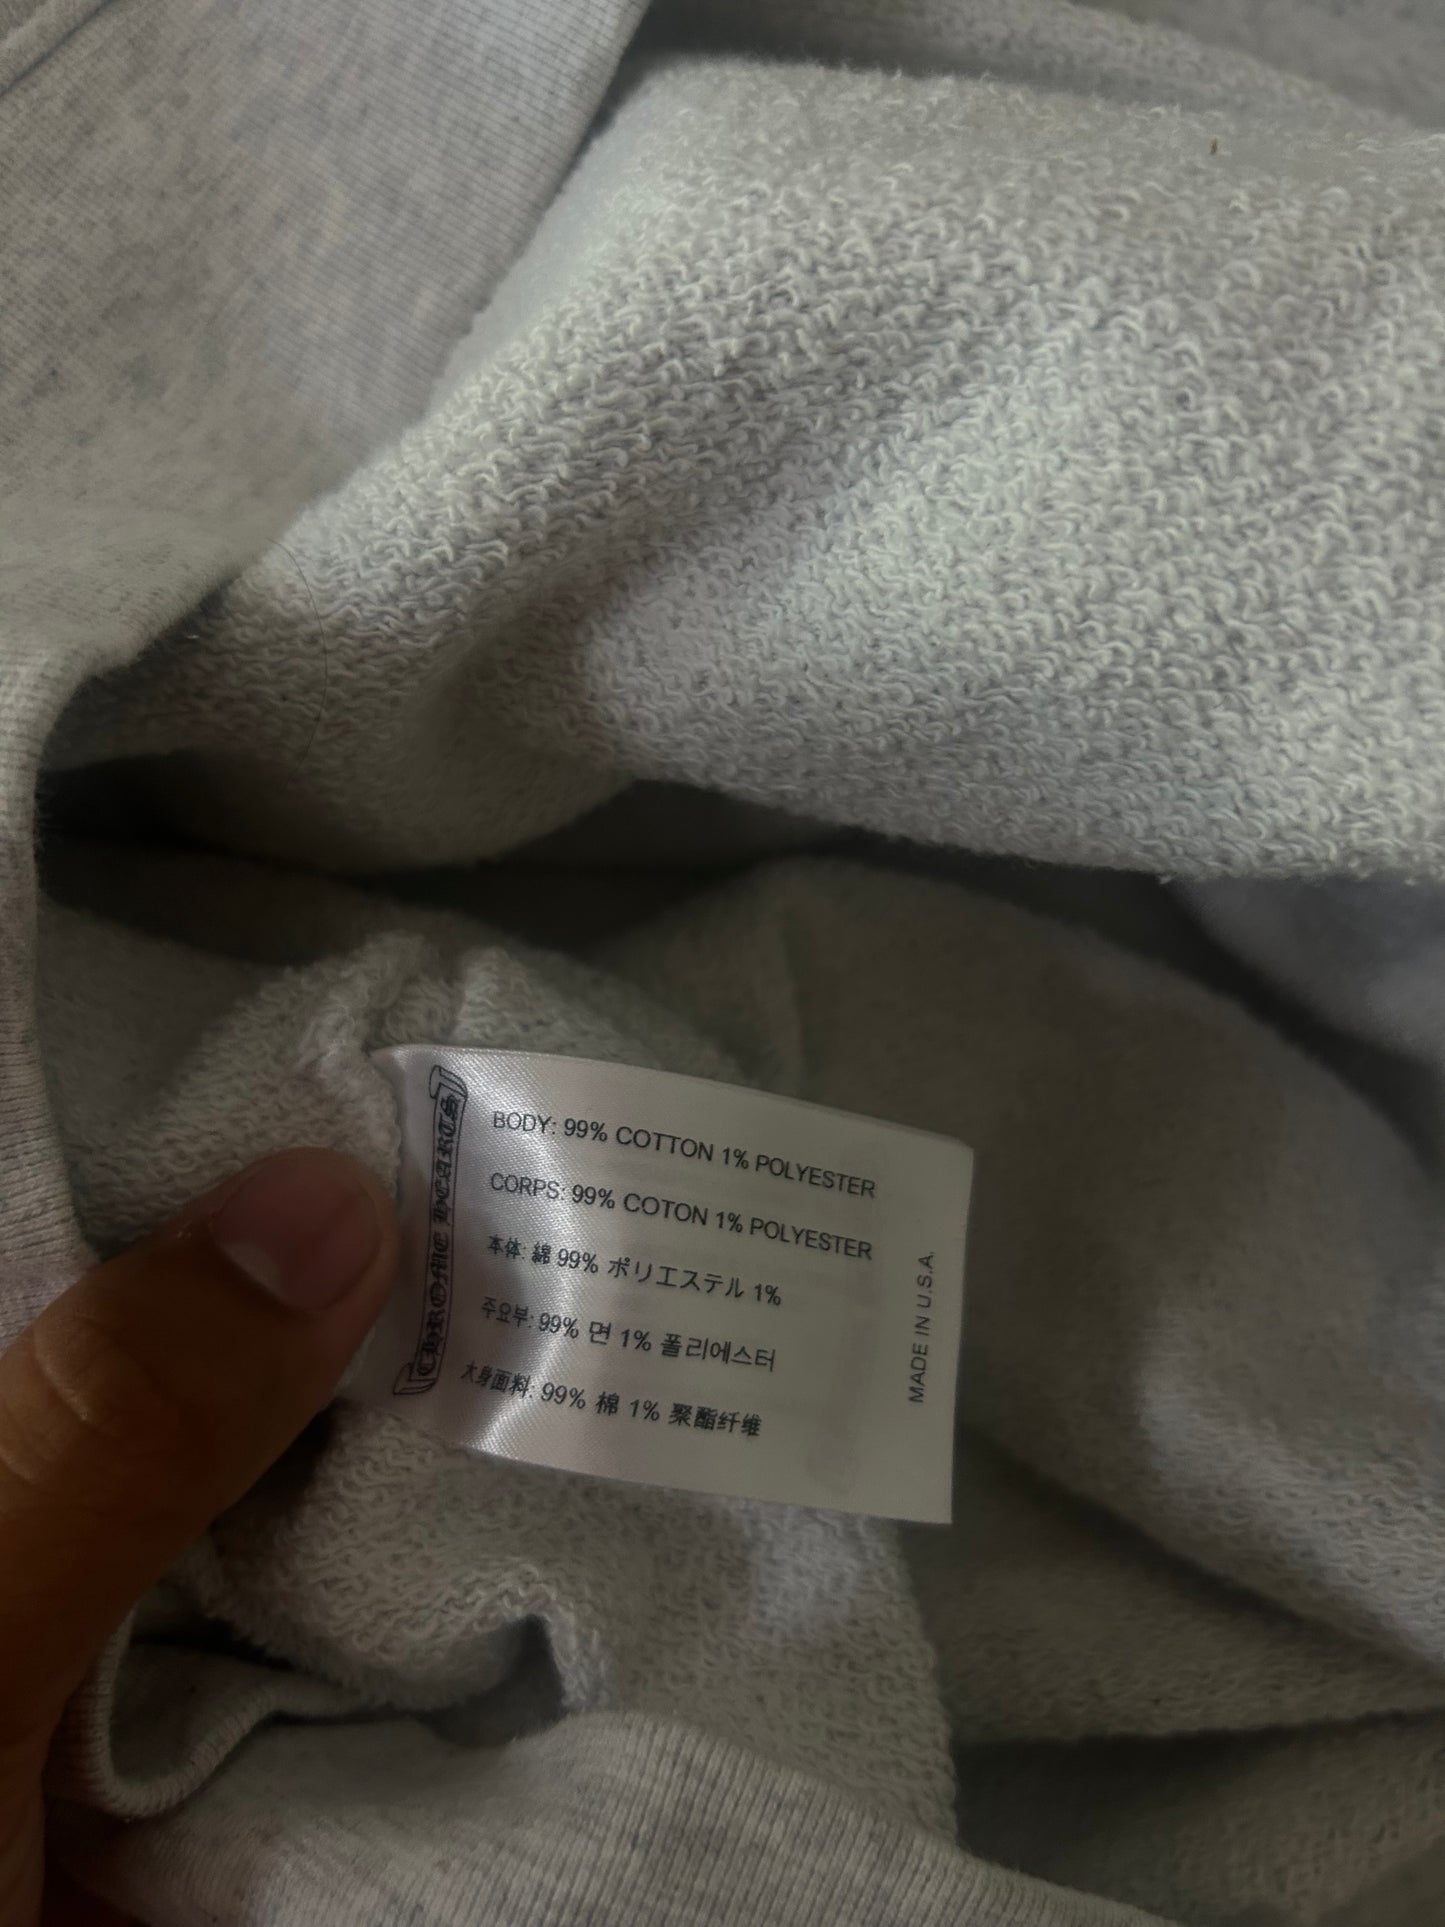 CHROME HEARTS
BODY: 99% COTTON 1% POLYESTER
CORPS: 99% COTON 1% POLYESTER
本体: 綿 99% ポリエステル 1%
주요부: 99% 면 1% 폴리에스터
大身面料: 99% 棉 1% 聚酯纤维
MADE IN U.S.A.